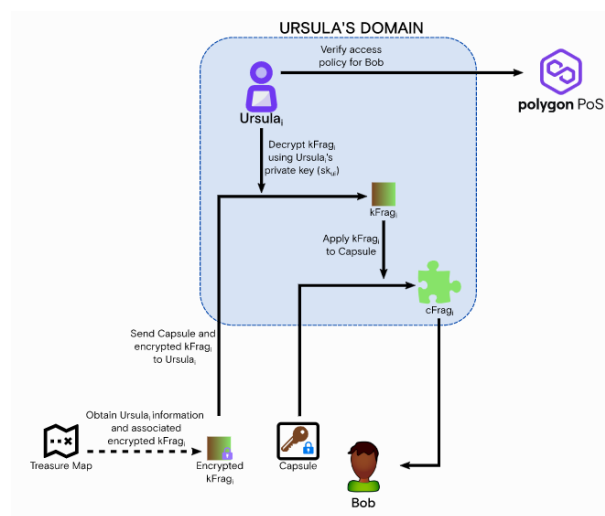 URSULA'S DOMAIN
Verify access
policy for Bob
polygon PoS
Ursulaᵢ
Decrypt kFragᵢ
using Ursulaᵢ's
private key (skᵤᵢ)
kFragᵢ
Apply kFragᵢ
to Capsule
cFragᵢ
Send Capsule and
encrypted kFragᵢ
to Ursulaᵢ
Obtain Ursulaᵢ information
and associated
encrypted kFragᵢ
Treasure Map
Encrypted
kFragᵢ
Capsule
Bob